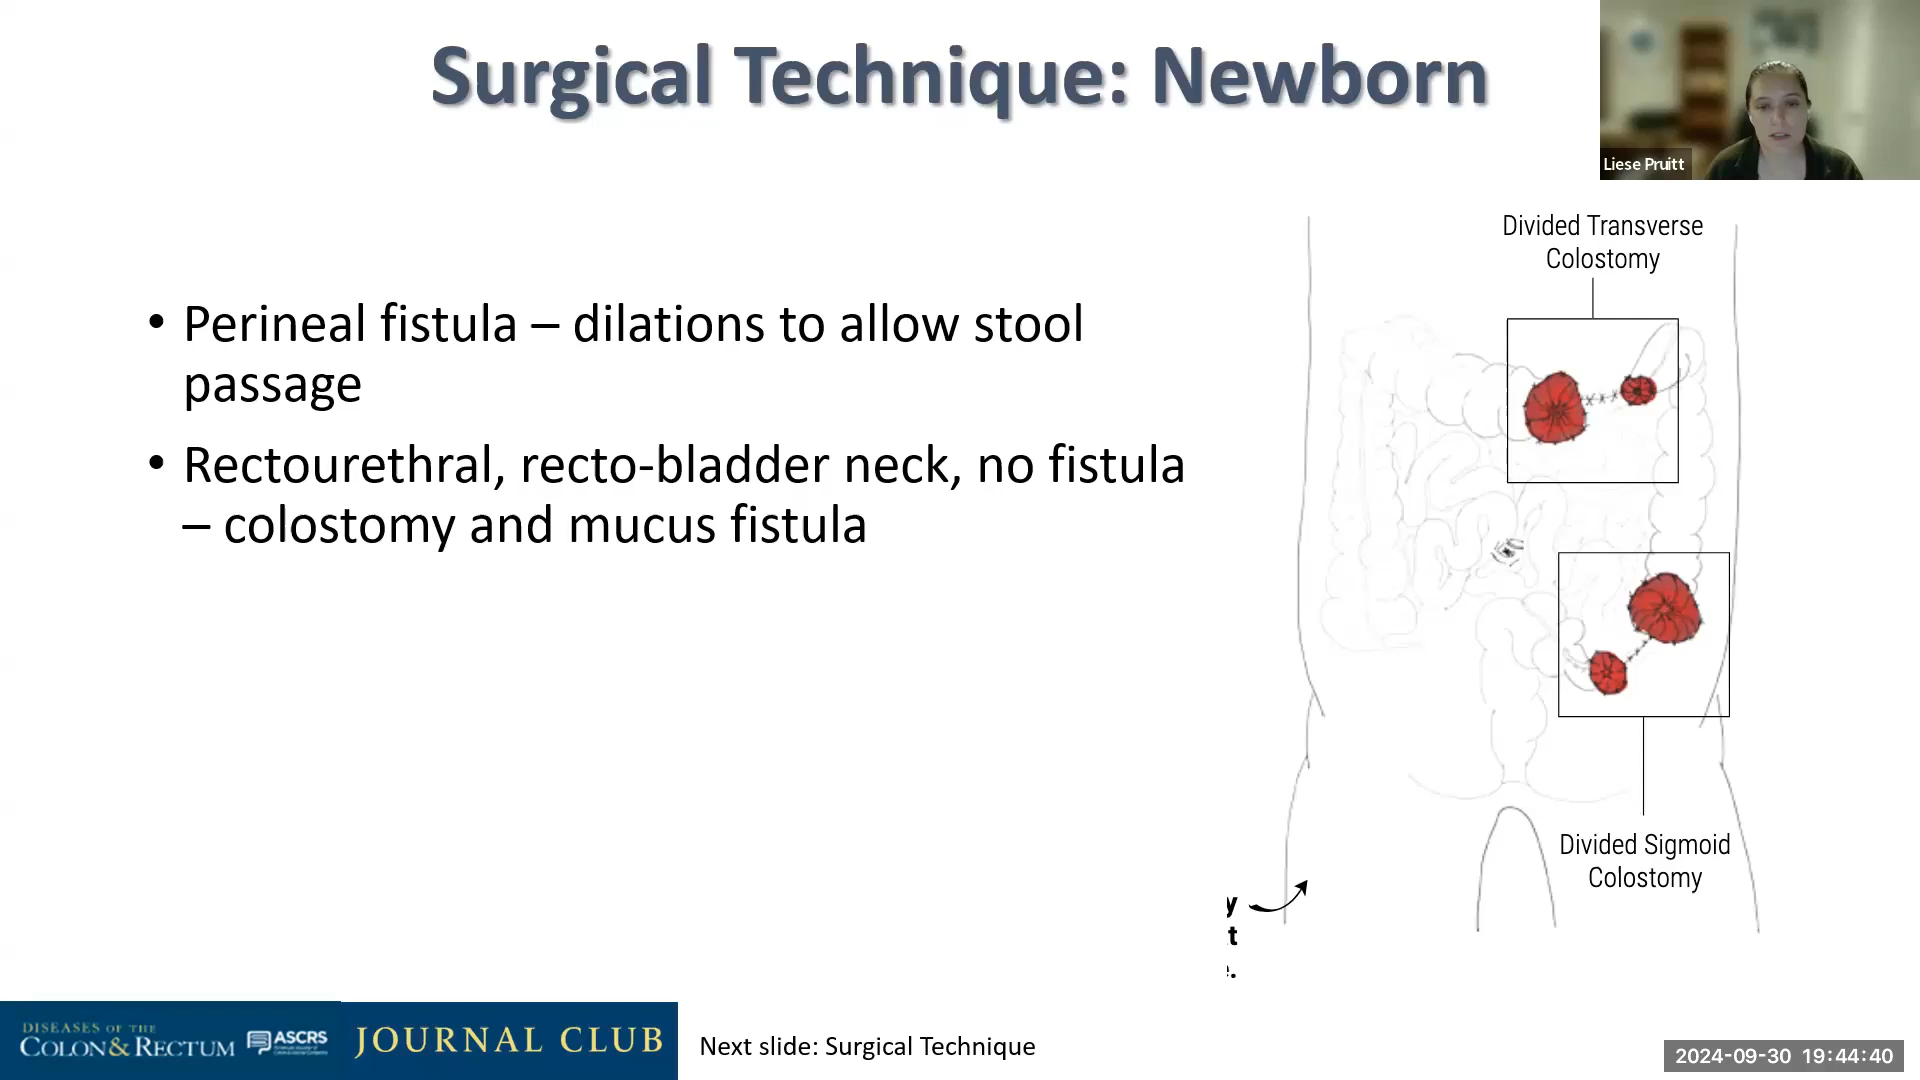 Surgical Technique: Newborn
Liese Pruitt
• Perineal fistula – dilations to allow stool
passage
• Rectourethral, recto-bladder neck, no fistula
– colostomy and mucus fistula
Divided Transverse
Colostomy
Divided Sigmoid
Colostomy
y
t
DISEASES OF THE
COLON&RECTUM
ASCRS
JOURNAL CLUB
Next slide: Surgical Technique
2024-09-30 19:44:40